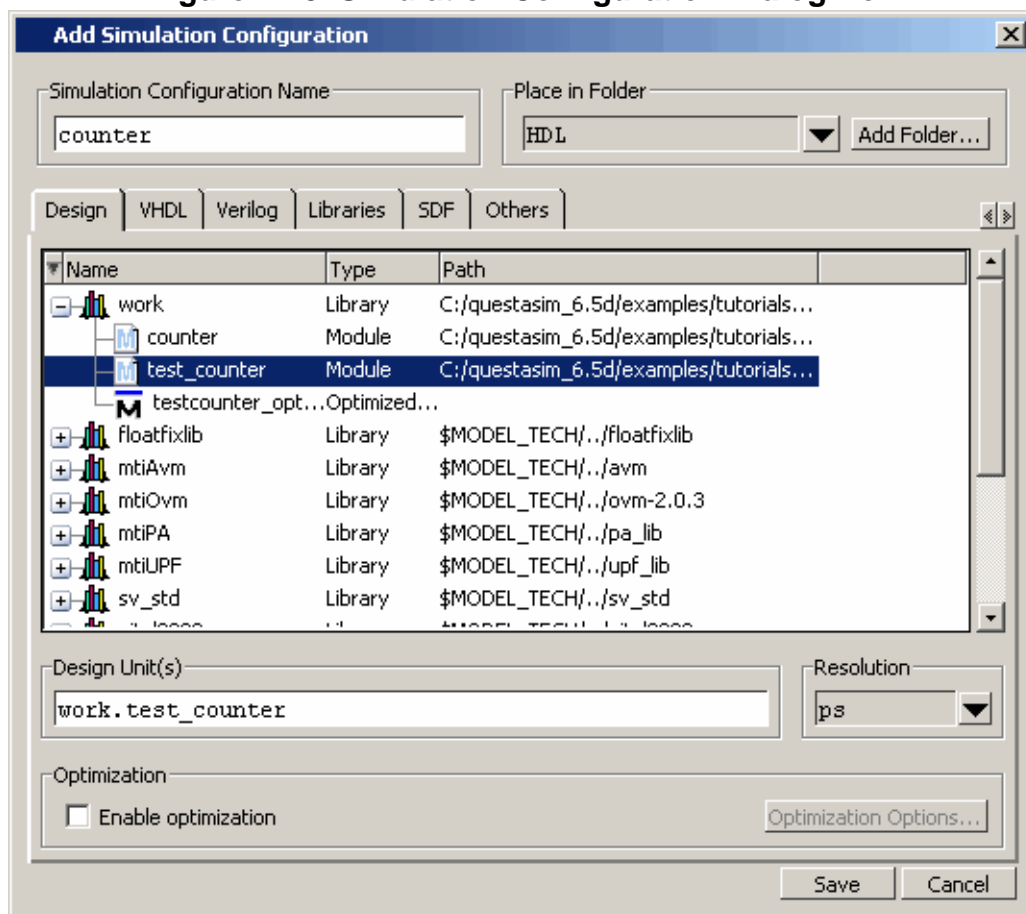 Add Simulation Configuration
Simulation Configuration Name
Place in Folder
counter
HDL
Add Folder...
Design VHDL Verilog Libraries SDF Others
Name Type Path
work Library C:/questasim_6.5d/examples/tutorials...
counter Module C:/questasim_6.5d/examples/tutorials...
test_counter Module C:/questasim_6.5d/examples/tutorials...
testcounter_opt...Optimized...
floatfixlib Library $MODEL_TECH/../floatfixlib
mtiAvm Library $MODEL_TECH/../avm
mtiOvm Library $MODEL_TECH/../ovm-2.0.3
mtiPA Library $MODEL_TECH/../pa_lib
mtiUPF Library $MODEL_TECH/../upf_lib
sv_std Library $MODEL_TECH/../sv_std
Design Unit(s)
Resolution
work.test_counter
ps
Optimization
Enable optimization
Optimization Options...
Save Cancel